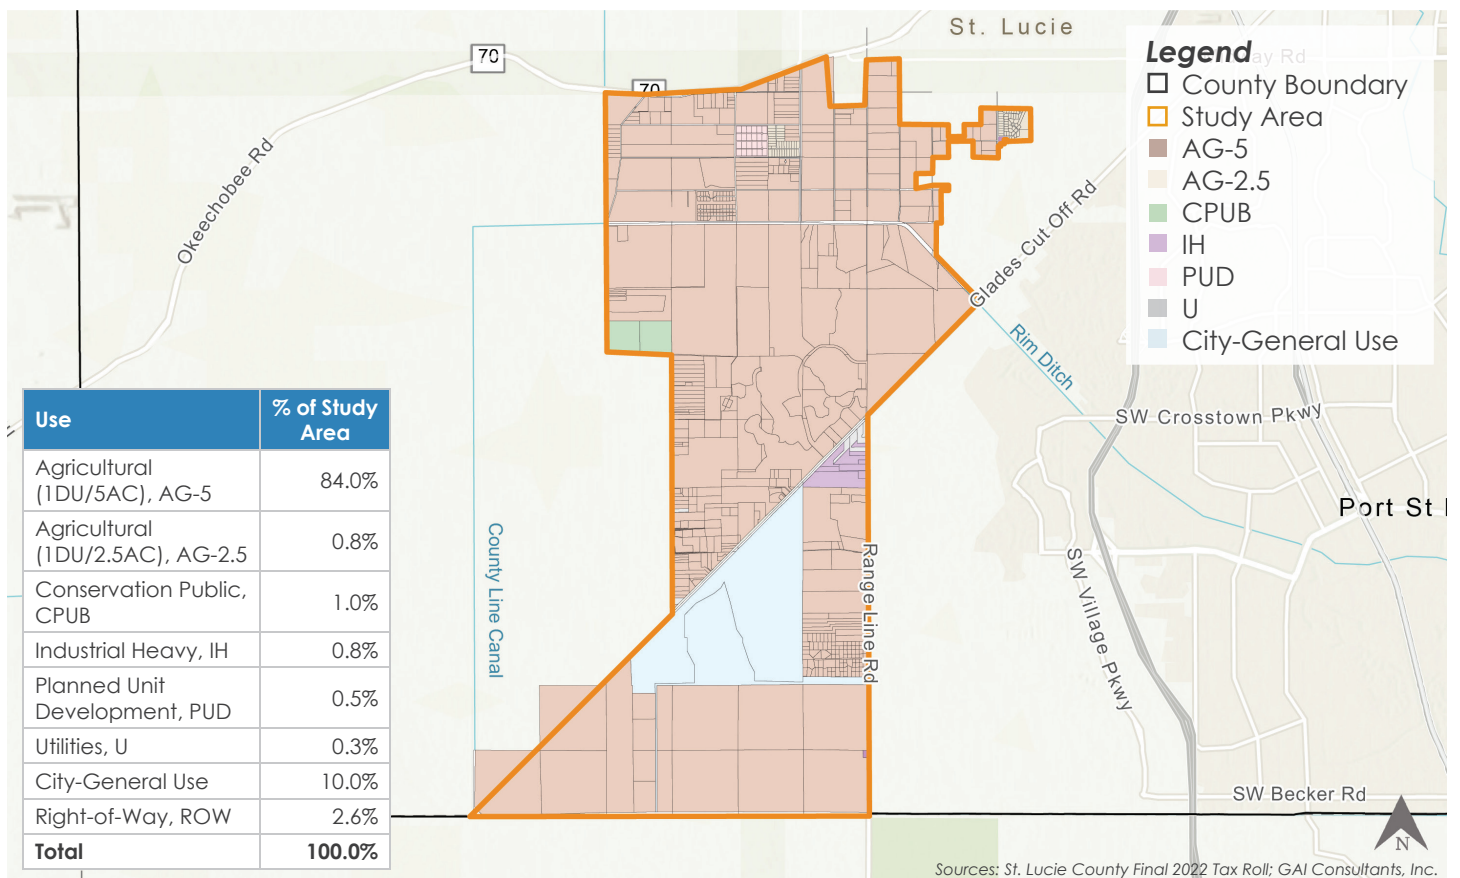 St. Lucie
70
70
Okeechobee Rd
Glades Cut Off Rd
Rim Ditch
SW Crosstown Pkwy
Port St
County Line Canal
Range Line Rd
SW Village Pkwy
SW Becker Rd
N
Legend
ay Rd
County Boundary
Study Area
AG-5
AG-2.5
CPUB
IH
PUD
U
City-General Use
Use
% of Study
Area
Agricultural
(1DU/5AC), AG-5
84.0%
Agricultural
(1DU/2.5AC), AG-2.5
0.8%
Conservation Public,
CPUB
1.0%
Industrial Heavy, IH
0.8%
Planned Unit
Development, PUD
0.5%
Utilities, U
0.3%
City-General Use
10.0%
Right-of-Way, ROW
2.6%
Total
100.0%
Sources: St. Lucie County Final 2022 Tax Roll; GAI Consultants, Inc.